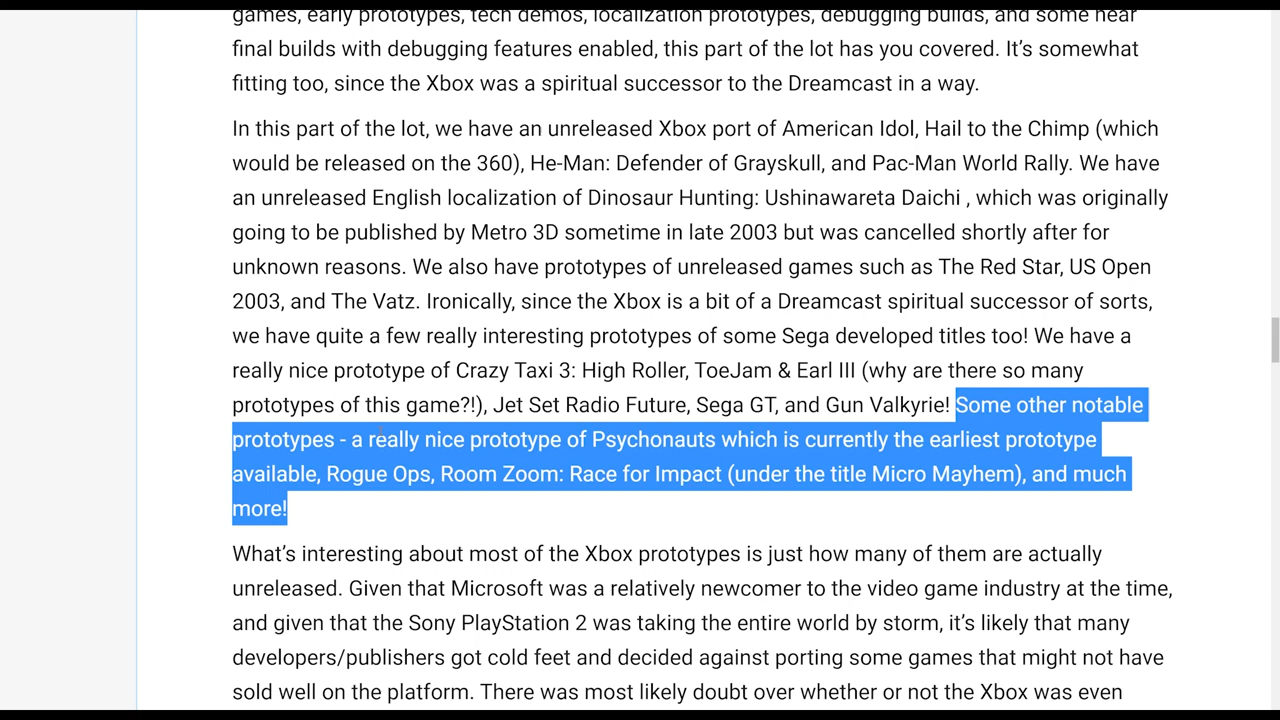 games, early prototypes, tech demos, localization prototypes, debugging builds, and some near
final builds with debugging features enabled, this part of the lot has you covered. It’s somewhat
fitting too, since the Xbox was a spiritual successor to the Dreamcast in a way.
In this part of the lot, we have an unreleased Xbox port of American Idol, Hail to the Chimp (which
would be released on the 360), He-Man: Defender of Grayskull, and Pac-Man World Rally. We have
an unreleased English localization of Dinosaur Hunting: Ushinawareta Daichi , which was originally
going to be published by Metro 3D sometime in late 2003 but was cancelled shortly after for
unknown reasons. We also have prototypes of unreleased games such as The Red Star, US Open
2003, and The Vatz. Ironically, since the Xbox is a bit of a Dreamcast spiritual successor of sorts,
we have quite a few really interesting prototypes of some Sega developed titles too! We have a
really nice prototype of Crazy Taxi 3: High Roller, ToeJam & Earl III (why are there so many
prototypes of this game?!), Jet Set Radio Future, Sega GT, and Gun Valkyrie! Some other notable
prototypes - a really nice prototype of Psychonauts which is currently the earliest prototype
available, Rogue Ops, Room Zoom: Race for Impact (under the title Micro Mayhem), and much
more!
What’s interesting about most of the Xbox prototypes is just how many of them are actually
unreleased. Given that Microsoft was a relatively newcomer to the video game industry at the time,
and given that the Sony PlayStation 2 was taking the entire world by storm, it’s likely that many
developers/publishers got cold feet and decided against porting some games that might not have
sold well on the platform. There was most likely doubt over whether or not the Xbox was even